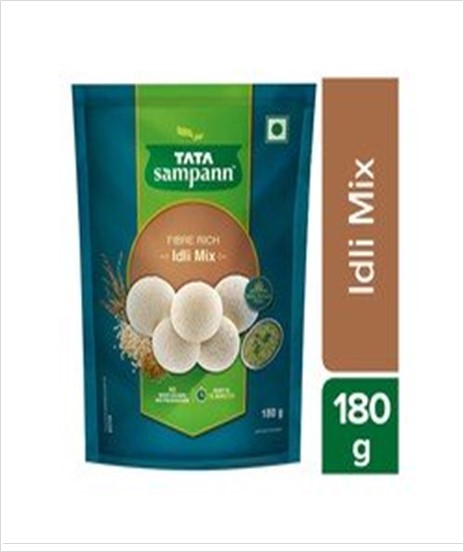 TATA
sampann
FIBRE RICH
Idli Mix
180 g
Idli Mix
180
g